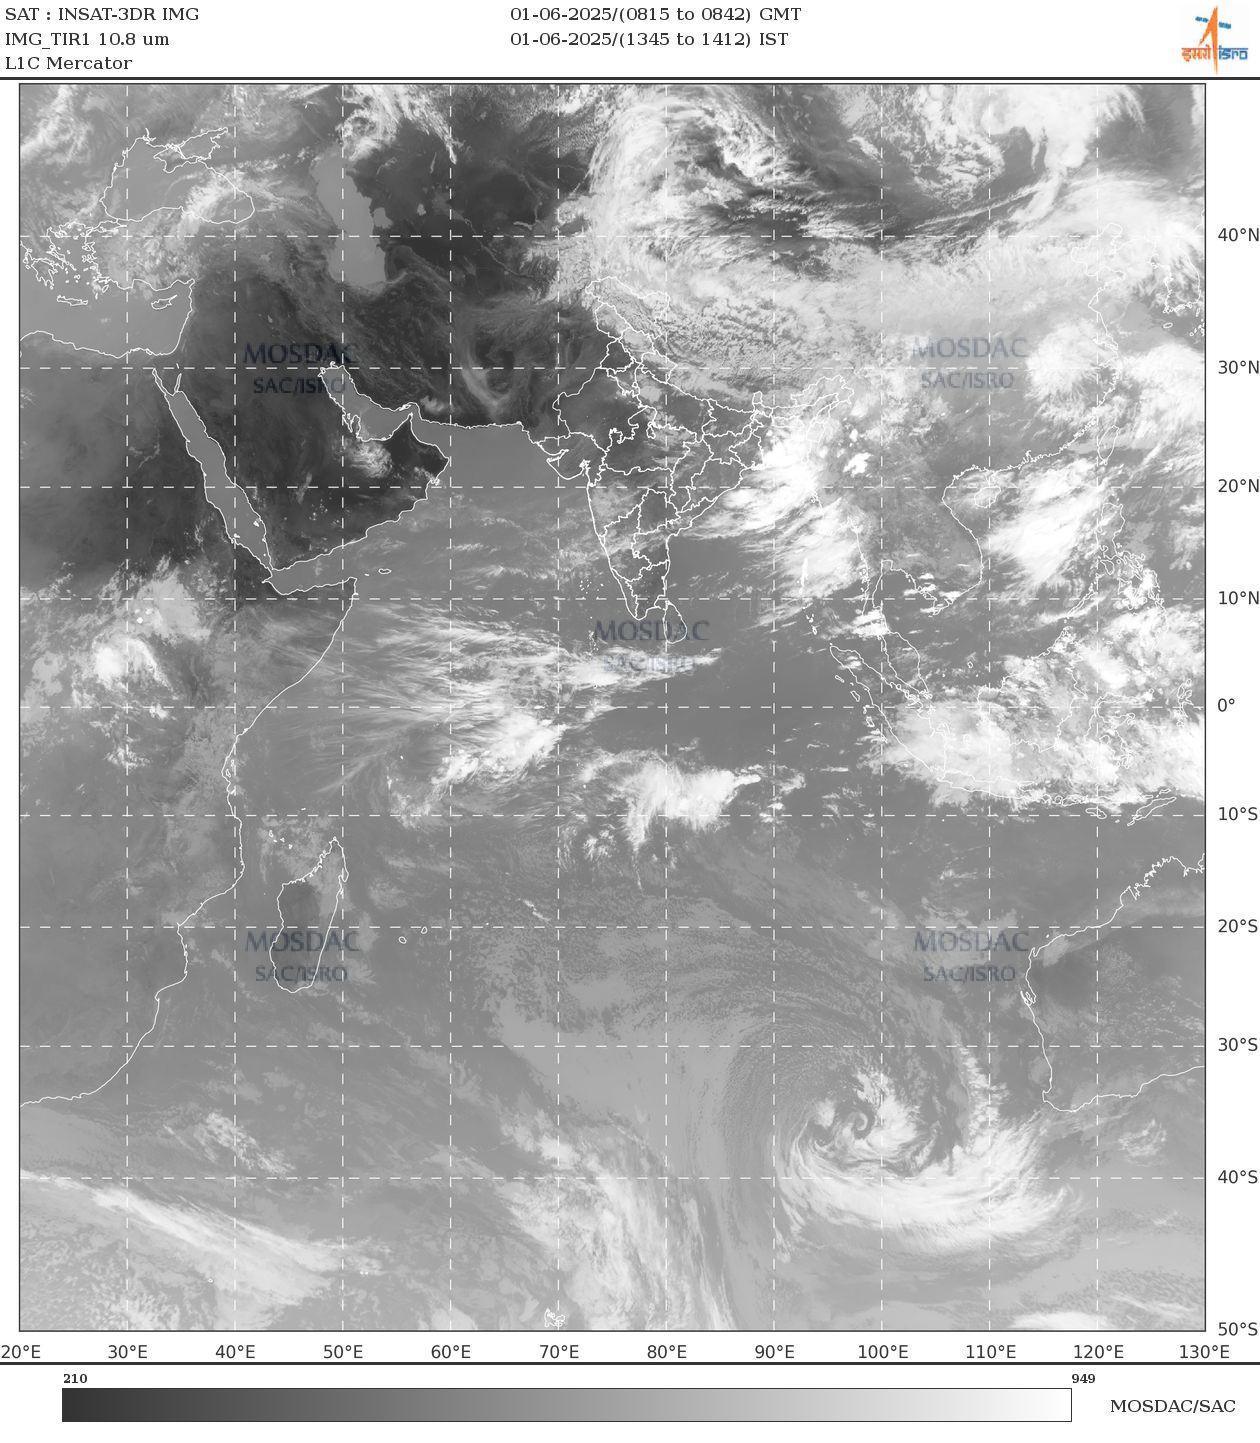 SAT : INSAT-3DR IMG
IMG_TIR1 10.8 um
L1C Mercator
01-06-2025/(0815 to 0842) GMT
01-06-2025/(1345 to 1412) IST
इसरो isro
40°N
MOSDAC
SAC/ISRO
MOSDAC
SAC/ISRO
30°N
20°N
10°N
MOSDAC
SAC/ISRO
0°
10°S
20°S
MOSDAC
SAC/ISRO
MOSDAC
SAC/ISRO
30°S
40°S
50°S
20°E 30°E 40°E 50°E 60°E 70°E 80°E 90°E 100°E 110°E 120°E 130°E
210 949
MOSDAC/SAC